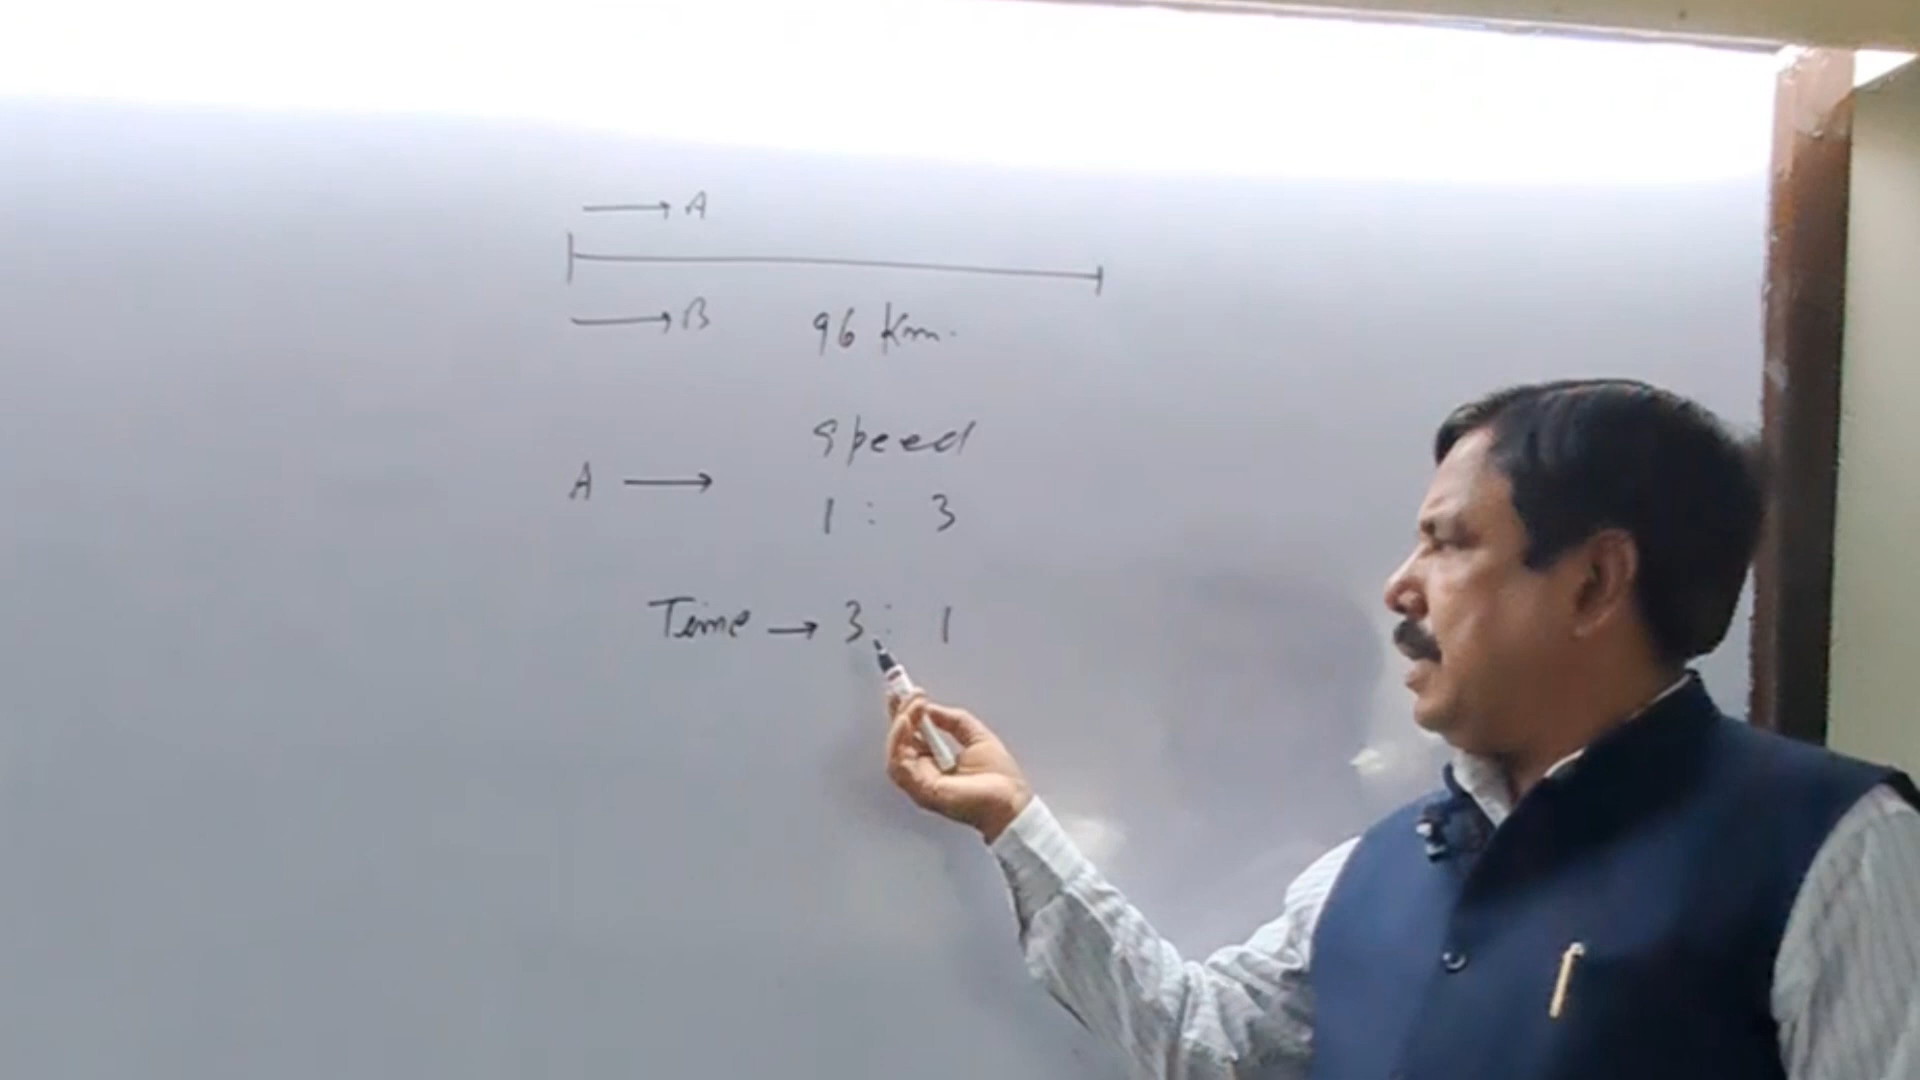 → A
→ B 96 Km.
Speed
A →
1 : 3
Time → 3 : 1